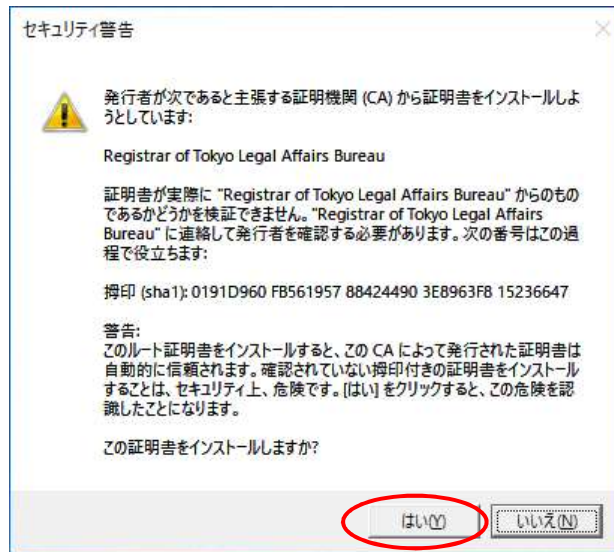 セキュリティ警告
発行者が次であると主張する証明機関 (CA) から証明書をインストールしよ
うとしています:
Registrar of Tokyo Legal Affairs Bureau
証明書が実際に "Registrar of Tokyo Legal Affairs Bureau" からのもの
であるかどうかを検証できません。"Registrar of Tokyo Legal Affairs
Bureau" に連絡して発行者を確認する必要があります。次の番号はこの過
程で役立ちます:
拇印 (sha1): 0191D960 FB561957 88424490 3E8963F8 15236647
警告:
このルート証明書をインストールすると、この CA によって発行された証明書は
自動的に信頼されます。確認されていない拇印付きの証明書をインストール
することは、セキュリティ上、危険です。[はい] をクリックすると、この危険を認
識したことになります。
この証明書をインストールしますか?
はい(Y)
いいえ(N)